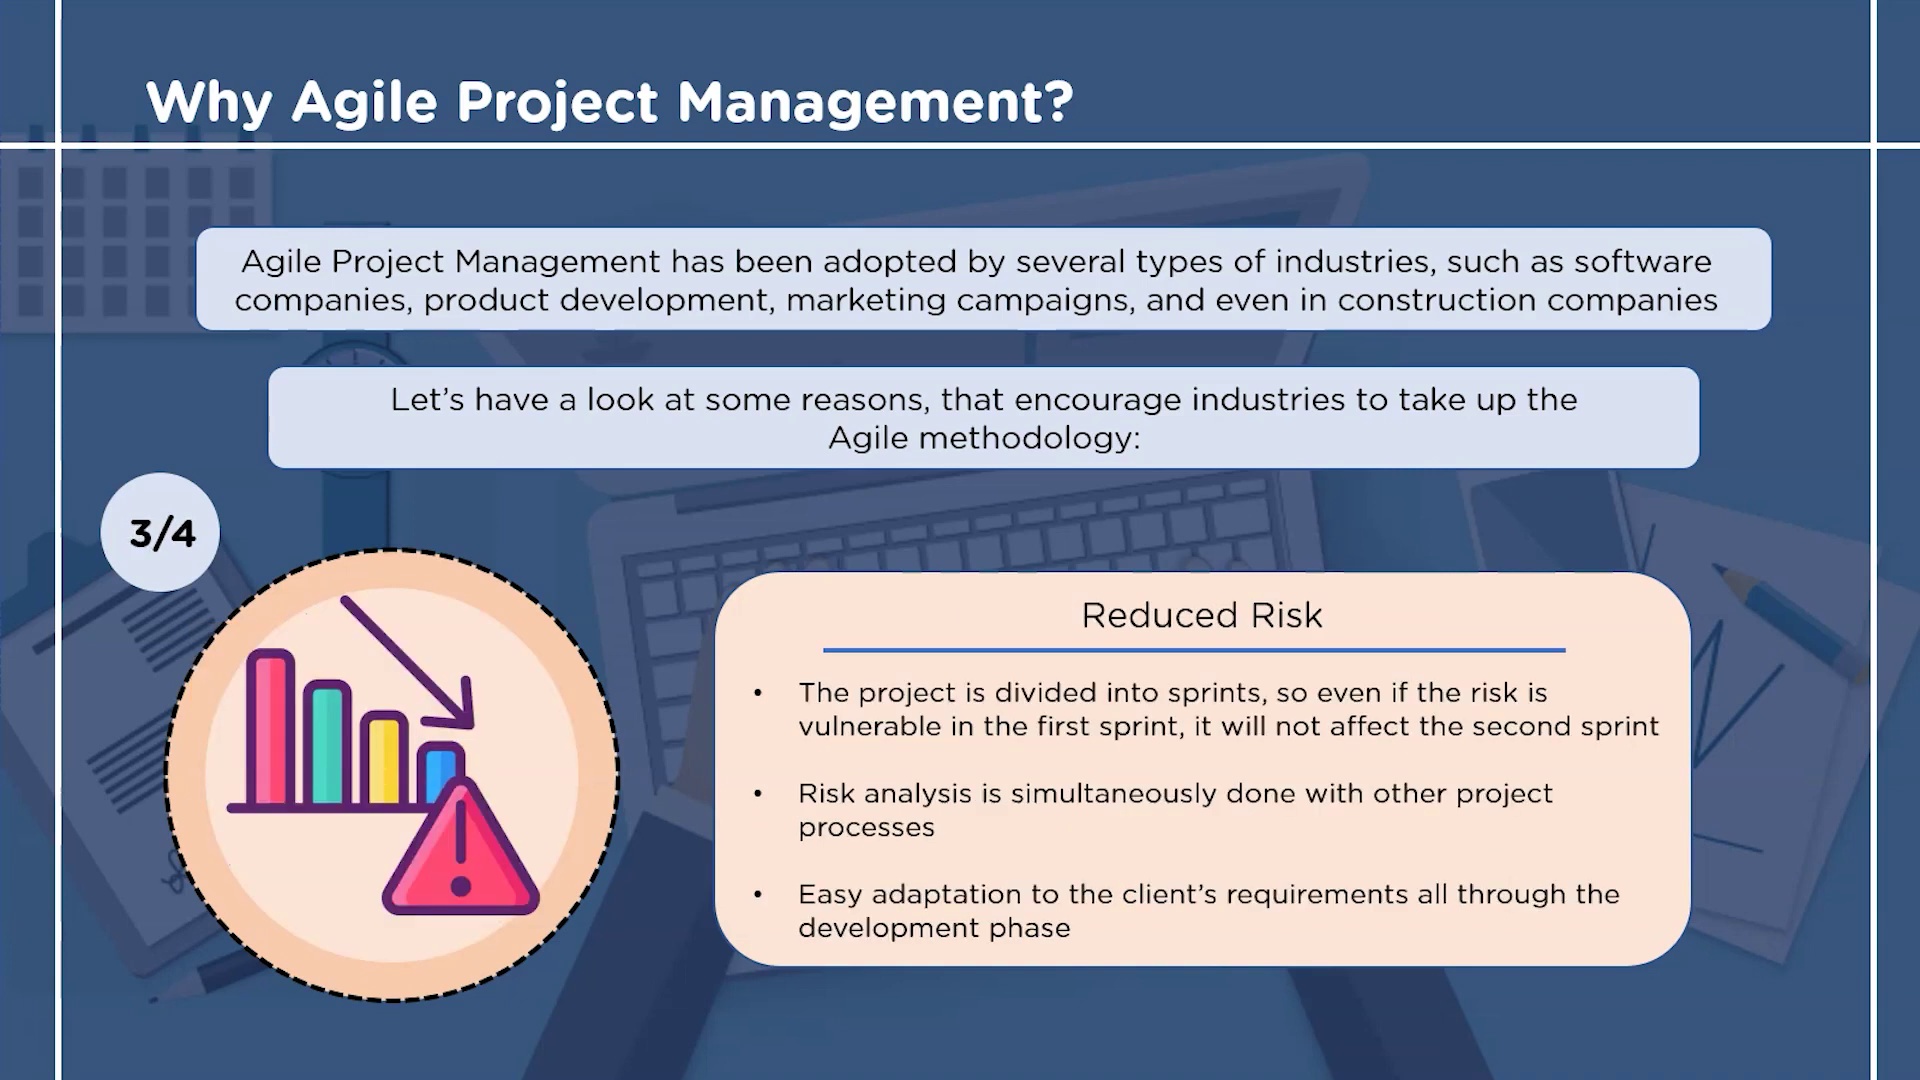 Why Agile Project Management?
Agile Project Management has been adopted by several types of industries, such as software
companies, product development, marketing campaigns, and even in construction companies
Let’s have a look at some reasons, that encourage industries to take up the
Agile methodology:
3/4
Reduced Risk
• The project is divided into sprints, so even if the risk is
vulnerable in the first sprint, it will not affect the second sprint
• Risk analysis is simultaneously done with other project
processes
• Easy adaptation to the client’s requirements all through the
development phase